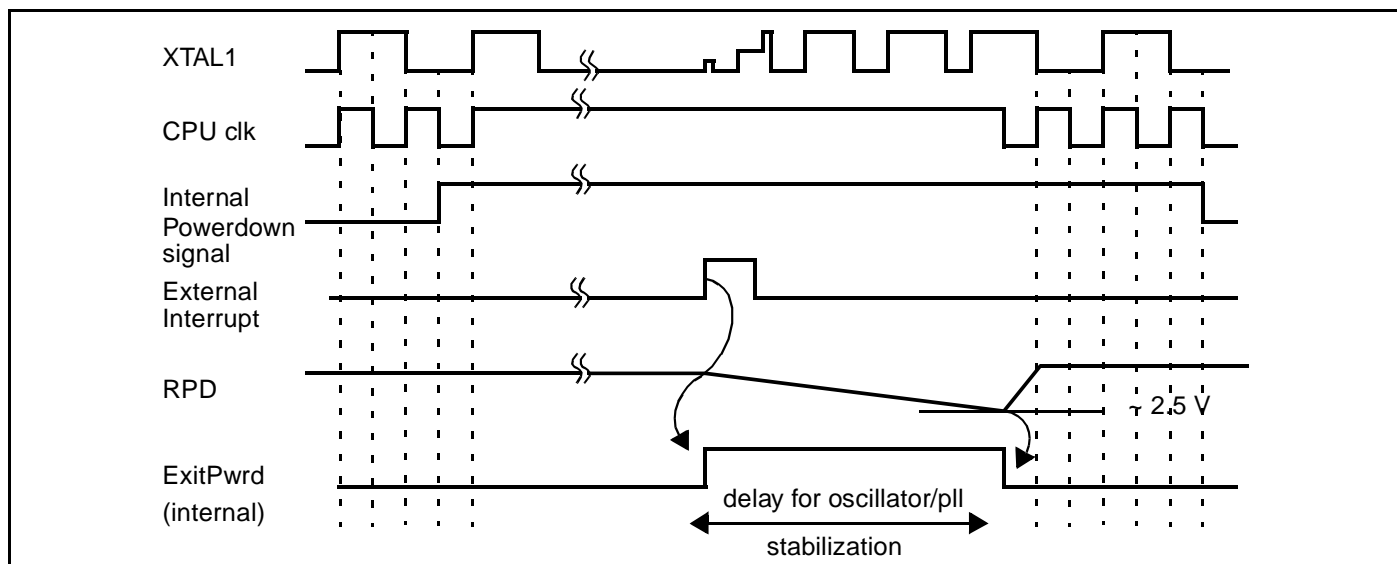 XTAL1
CPU clk
Internal
Powerdown
signal
External
Interrupt
RPD
~ 2.5 V
ExitPwrd
(internal)
delay for oscillator/pll
stabilization